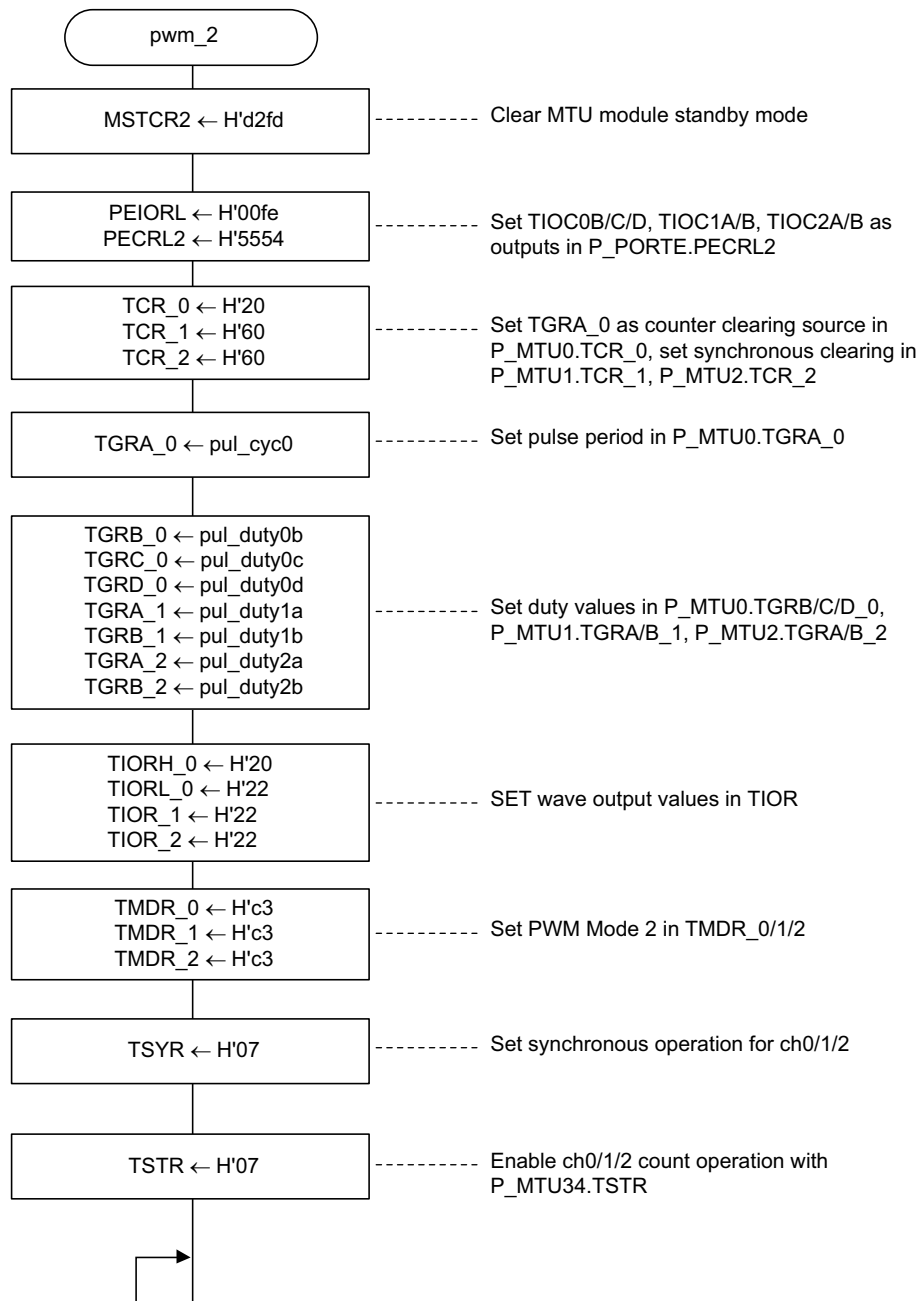 pwm_2
MSTCR2 ← H'd2fd
Clear MTU module standby mode
PEIORL ← H'00fe
PECRL2 ← H'5554
Set TIOC0B/C/D, TIOC1A/B, TIOC2A/B as
outputs in P_PORTE.PECRL2
TCR_0 ← H'20
TCR_1 ← H'60
TCR_2 ← H'60
Set TGRA_0 as counter clearing source in
P_MTU0.TCR_0, set synchronous clearing in
P_MTU1.TCR_1, P_MTU2.TCR_2
TGRA_0 ← pul_cyc0
Set pulse period in P_MTU0.TGRA_0
TGRB_0 ← pul_duty0b
TGRC_0 ← pul_duty0c
TGRD_0 ← pul_duty0d
TGRA_1 ← pul_duty1a
TGRB_1 ← pul_duty1b
TGRA_2 ← pul_duty2a
TGRB_2 ← pul_duty2b
Set duty values in P_MTU0.TGRB/C/D_0,
P_MTU1.TGRA/B_1, P_MTU2.TGRA/B_2
TIORH_0 ← H'20
TIORL_0 ← H'22
TIOR_1 ← H'22
TIOR_2 ← H'22
SET wave output values in TIOR
TMDR_0 ← H'c3
TMDR_1 ← H'c3
TMDR_2 ← H'c3
Set PWM Mode 2 in TMDR_0/1/2
TSYR ← H'07
Set synchronous operation for ch0/1/2
TSTR ← H'07
Enable ch0/1/2 count operation with
P_MTU34.TSTR